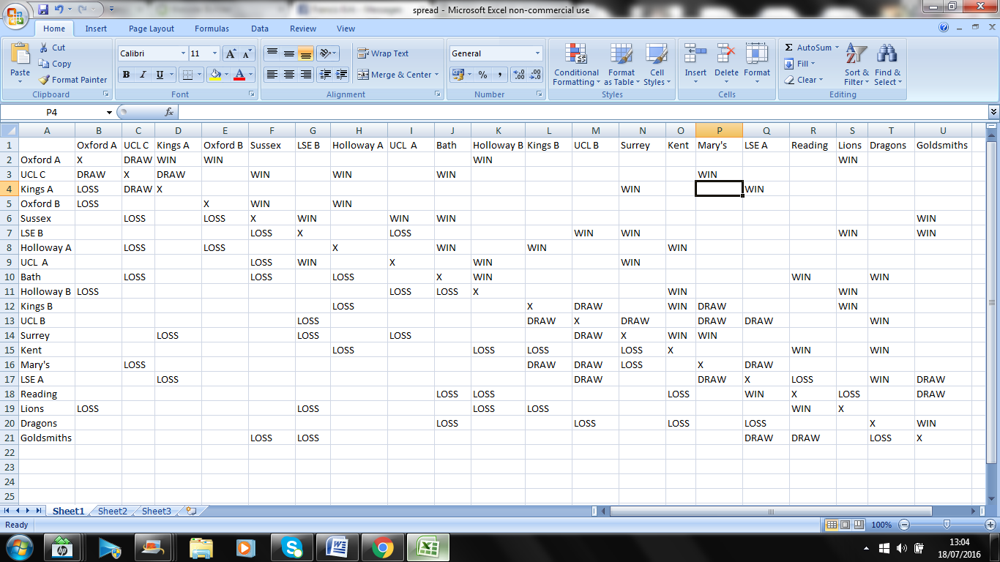 spread - Microsoft Excel non-commercial use
Home Insert Page Layout Formulas Data Review View
Paste Cut Copy Format Painter
Calibri 11
B I U A A A
Wrap Text
Merge & Center
General
% , .00 .0
Conditional Formatting Format as Table Cell Styles
Insert Delete Format
Σ AutoSum Fill Clear Sort & Filter Find & Select
Clipboard Font Alignment Number Styles Cells Editing
P4 fx
A B C D E F G H I J K L M N O P Q R S T U
1 Oxford A UCL C Kings A Oxford B Sussex LSE B Holloway A UCL A Bath Holloway B Kings B UCL B Surrey Kent Mary's LSE A Reading Lions Dragons Goldsmiths
2 Oxford A X DRAW WIN WIN WIN WIN
3 UCL C DRAW X DRAW WIN WIN WIN WIN
4 Kings A LOSS DRAW X WIN WIN
5 Oxford B LOSS X WIN WIN
6 Sussex LOSS LOSS X WIN WIN WIN WIN
7 LSE B LOSS X LOSS WIN WIN WIN WIN
8 Holloway A LOSS LOSS X WIN WIN WIN
9 UCL A LOSS WIN X WIN WIN
10 Bath LOSS LOSS LOSS X WIN WIN WIN
11 Holloway B LOSS LOSS LOSS X WIN WIN
12 Kings B LOSS X DRAW WIN DRAW WIN
13 UCL B LOSS DRAW X DRAW DRAW DRAW WIN
14 Surrey LOSS LOSS LOSS DRAW X WIN WIN
15 Kent LOSS LOSS LOSS LOSS X WIN WIN
16 Mary's LOSS DRAW DRAW LOSS X DRAW
17 LSE A LOSS DRAW DRAW X LOSS WIN DRAW
18 Reading LOSS LOSS LOSS WIN X LOSS DRAW
19 Lions LOSS LOSS LOSS LOSS WIN X
20 Dragons LOSS LOSS LOSS LOSS X WIN
21 Goldsmiths LOSS LOSS DRAW DRAW LOSS X
22
23
24
25
Sheet1 Sheet2 Sheet3
Ready 100%
13:04
18/07/2016